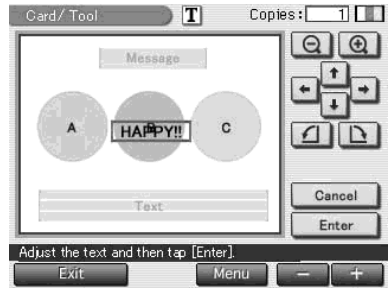 Card/Tool T Copies: 1
Message
A B C
HAPPY!!
Text
Cancel
Enter
Adjust the text and then tap [Enter].
Exit Menu - +